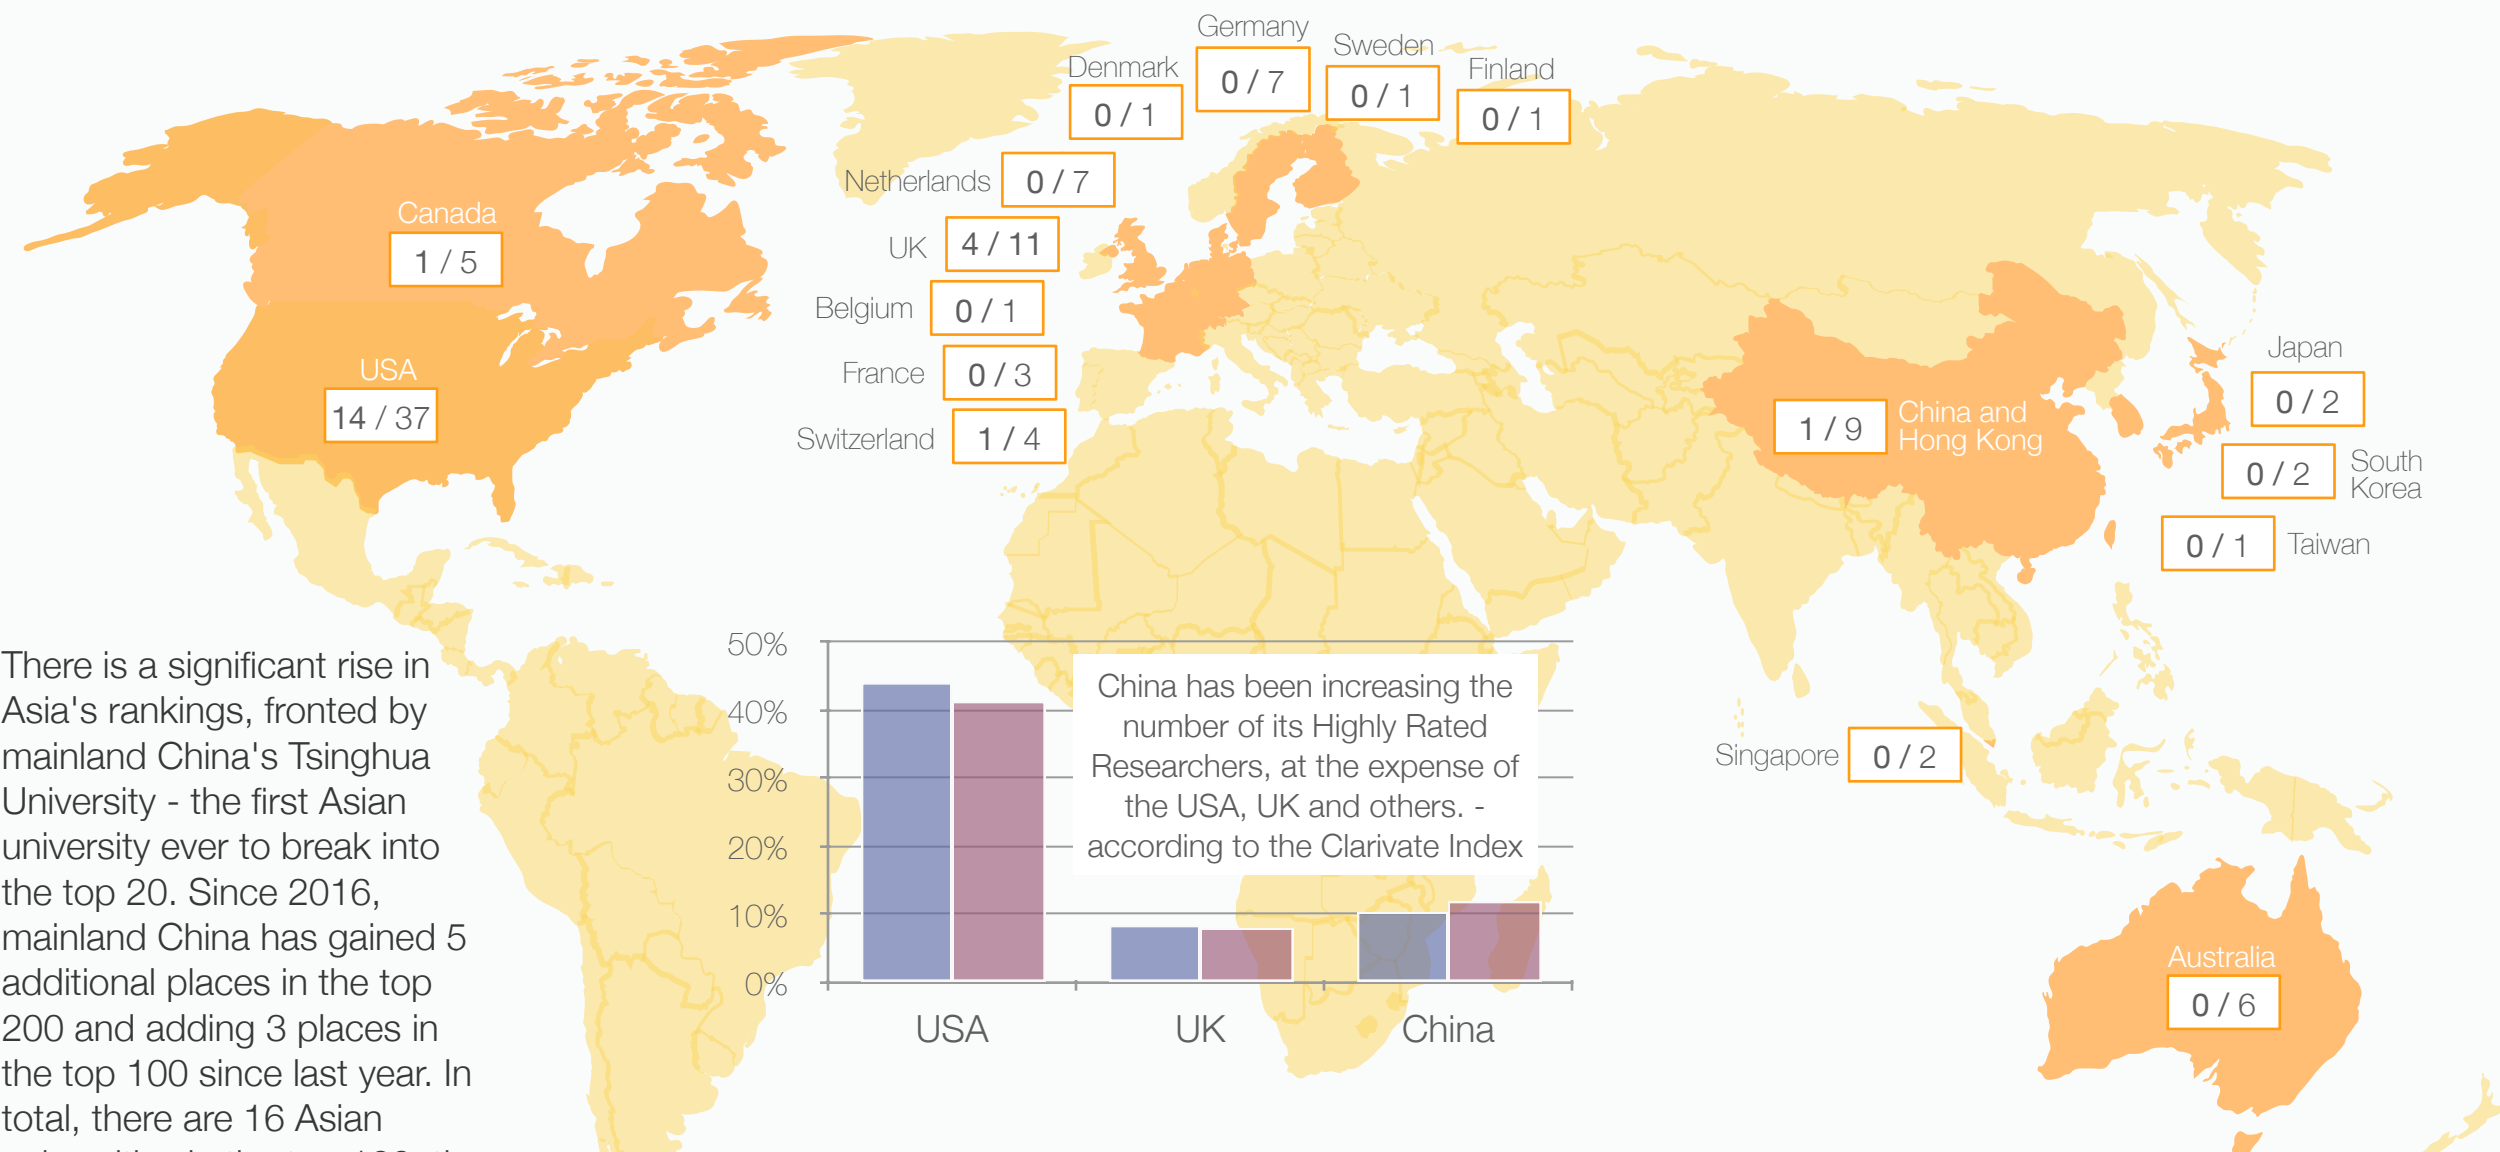 Germany
0 / 7
Sweden
0 / 1
Denmark
0 / 1
Finland
0 / 1
Netherlands
0 / 7
Canada
1 / 5
UK
4 / 11
Belgium
0 / 1
France
0 / 3
USA
14 / 37
Switzerland
1 / 4
Japan
0 / 2
China and
Hong Kong
1 / 9
South
Korea
0 / 2
0 / 1
Taiwan
Singapore
0 / 2
Australia
0 / 6
There is a significant rise in
Asia's rankings, fronted by
mainland China's Tsinghua
University - the first Asian
university ever to break into
the top 20. Since 2016,
mainland China has gained 5
additional places in the top
200 and adding 3 places in
the top 100 since last year. In
total, there are 16 Asian
50%
40%
30%
20%
10%
0%
China has been increasing the
number of its Highly Rated
Researchers, at the expense of
the USA, UK and others. -
according to the Clarivate Index
USA
UK
China